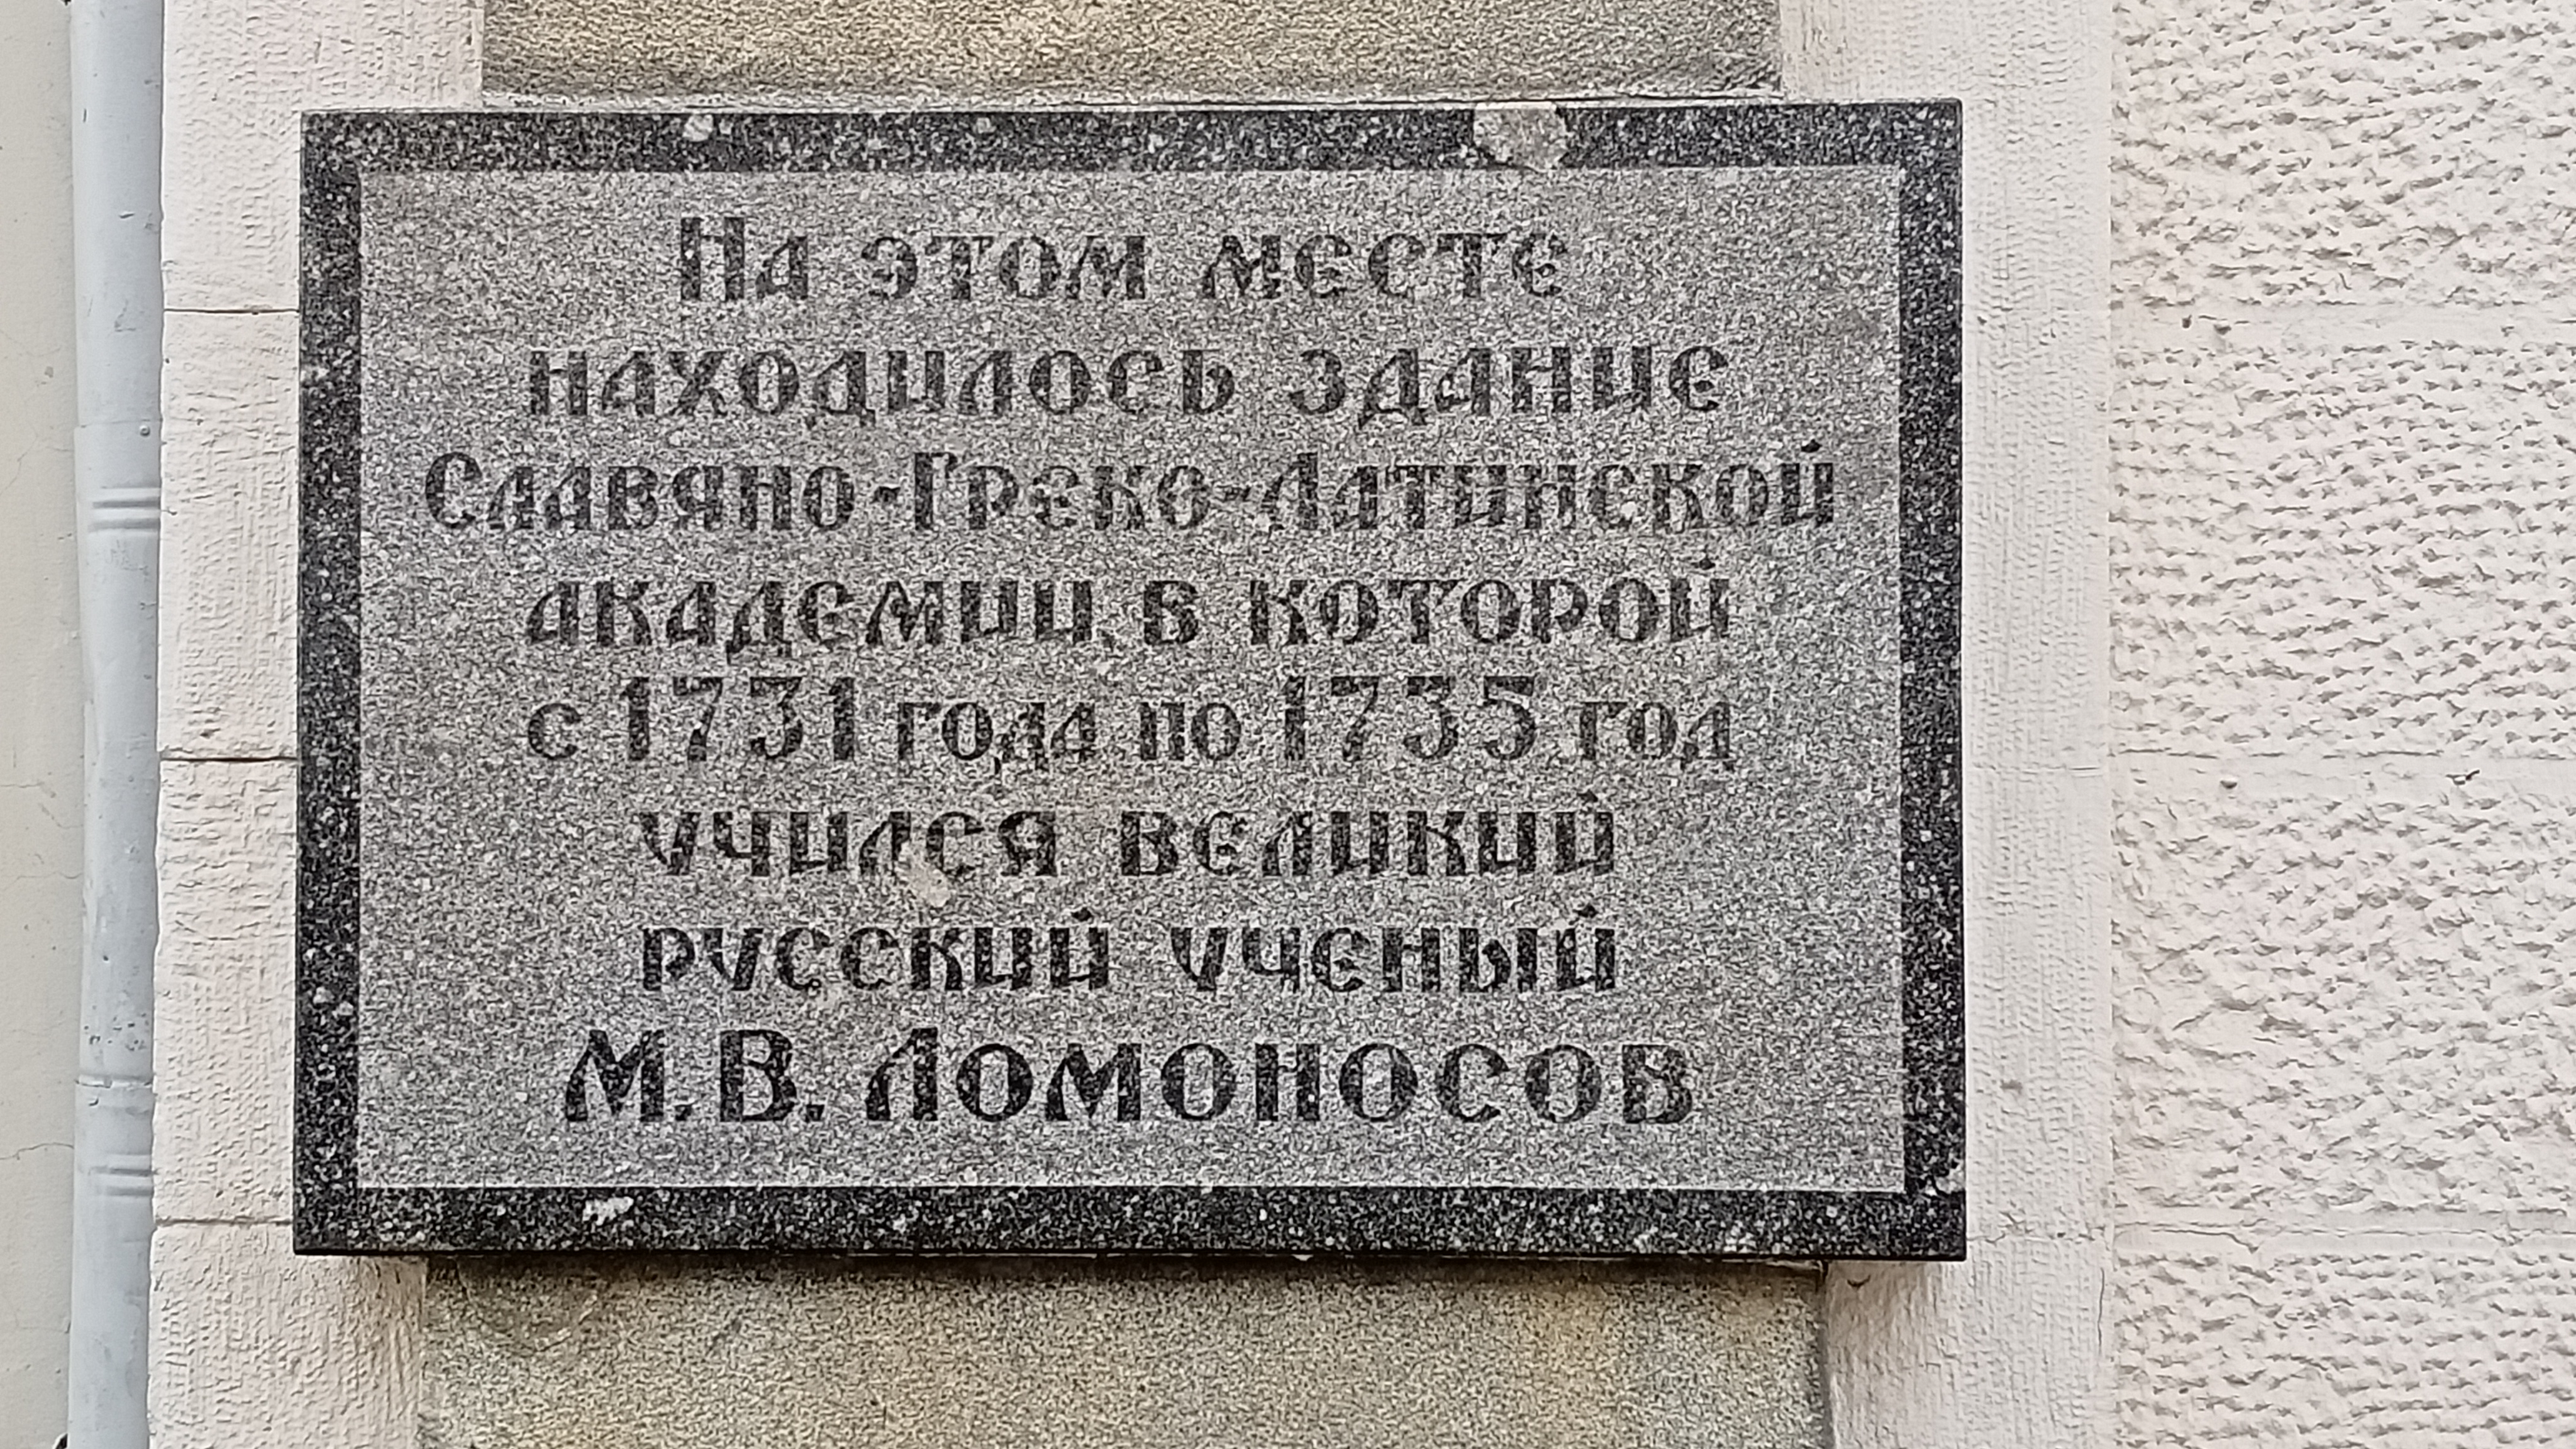 На этом месте
находилось здание
Славяно-Греко-Латинской
академии, в которой
с 1731 года по 1735 год
учился великий
русский ученый
М.В. Ломоносов